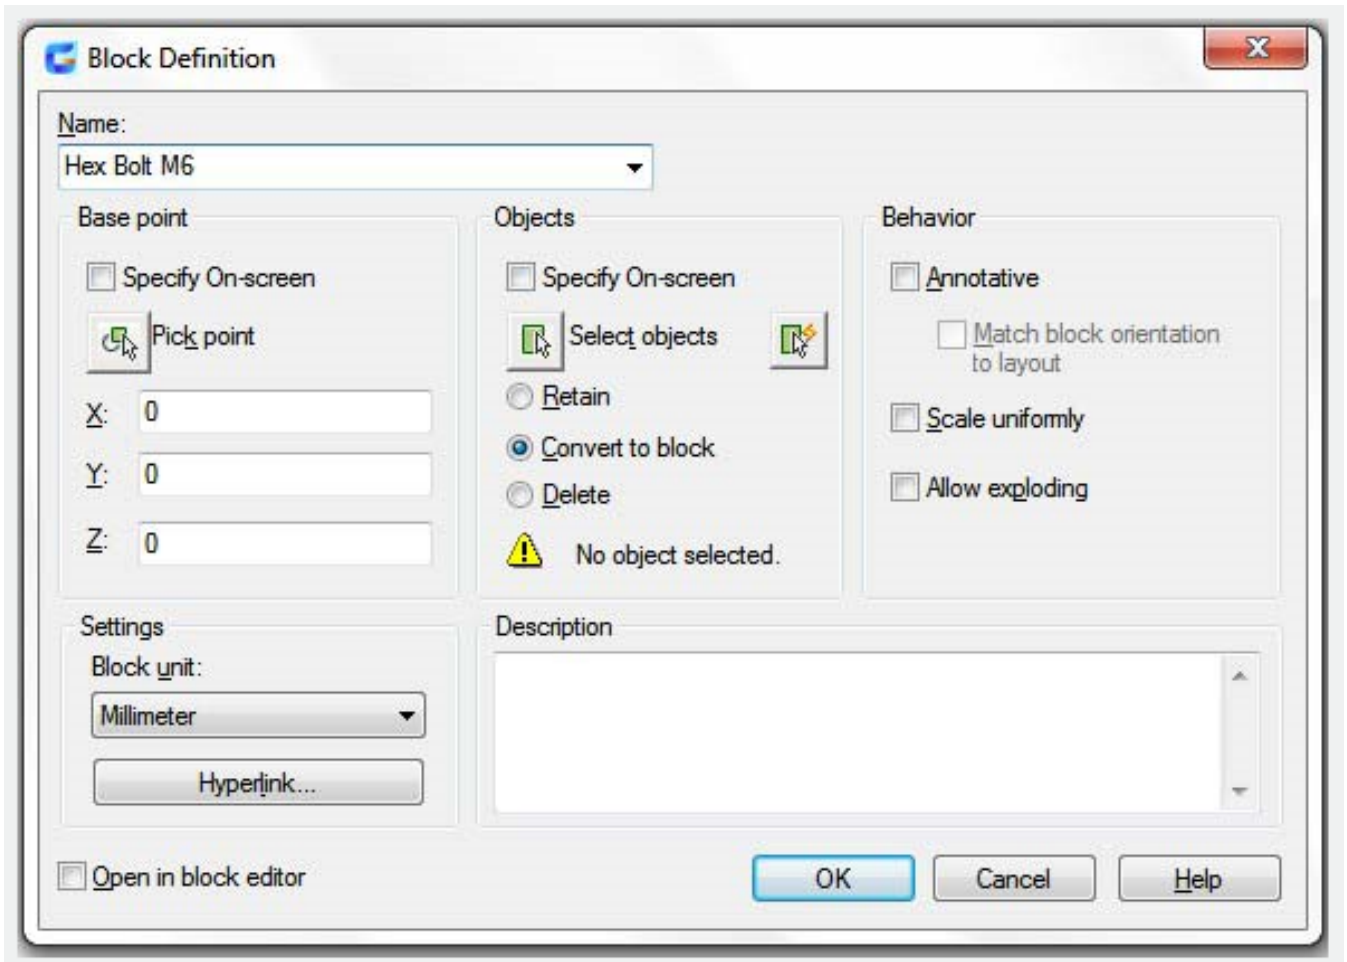 Block Definition
Name:
Hex Bolt M6
Base point
Specify On-screen
Pick point
X: 0
Y: 0
Z: 0
Objects
Specify On-screen
Select objects
Retain
Convert to block
Delete
No object selected.
Behavior
Annotative
Match block orientation
to layout
Scale uniformly
Allow exploding
Settings
Block unit:
Millimeter
Hyperlink...
Description
Open in block editor
OK
Cancel
Help